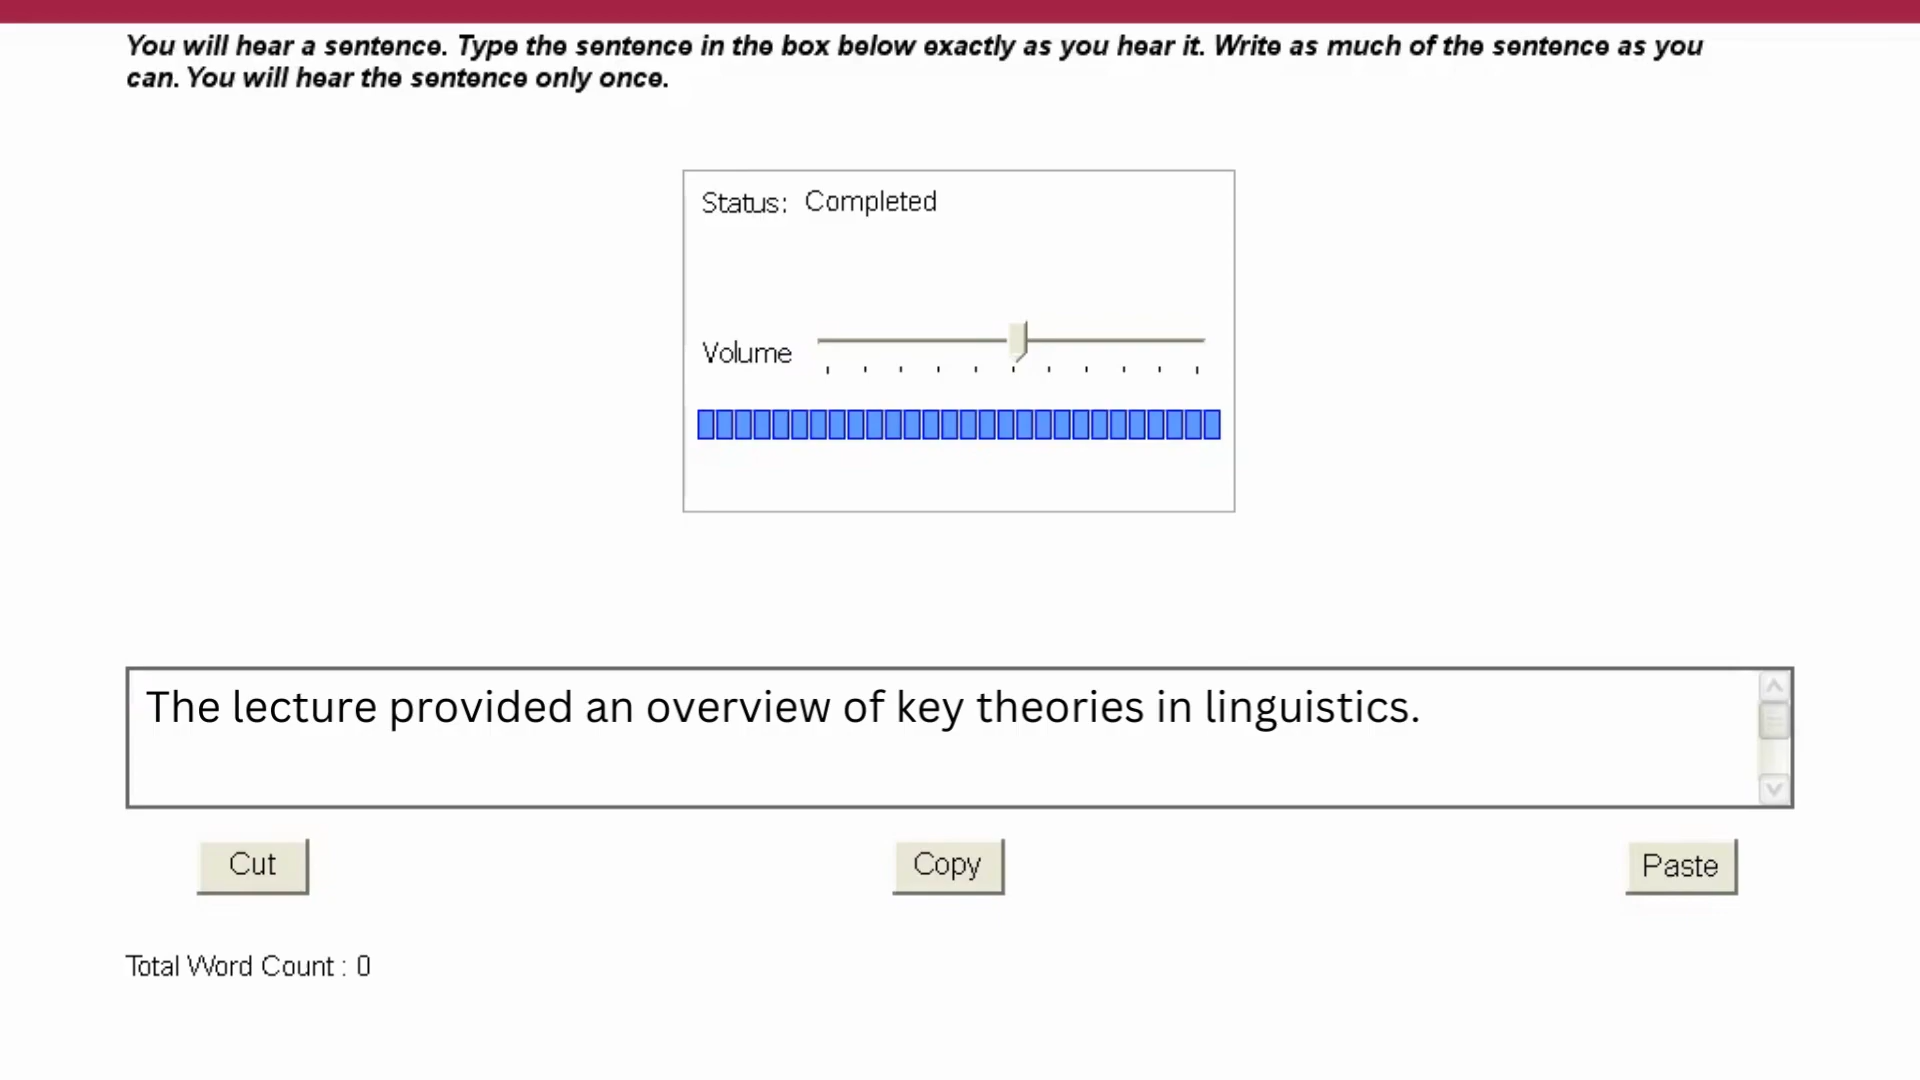 You will hear a sentence. Type the sentence in the box below exactly as you hear it. Write as much of the sentence as you
can. You will hear the sentence only once.
Status: Completed
Volume
The lecture provided an overview of key theories in linguistics.
Cut
Copy
Paste
Total Word Count : 0